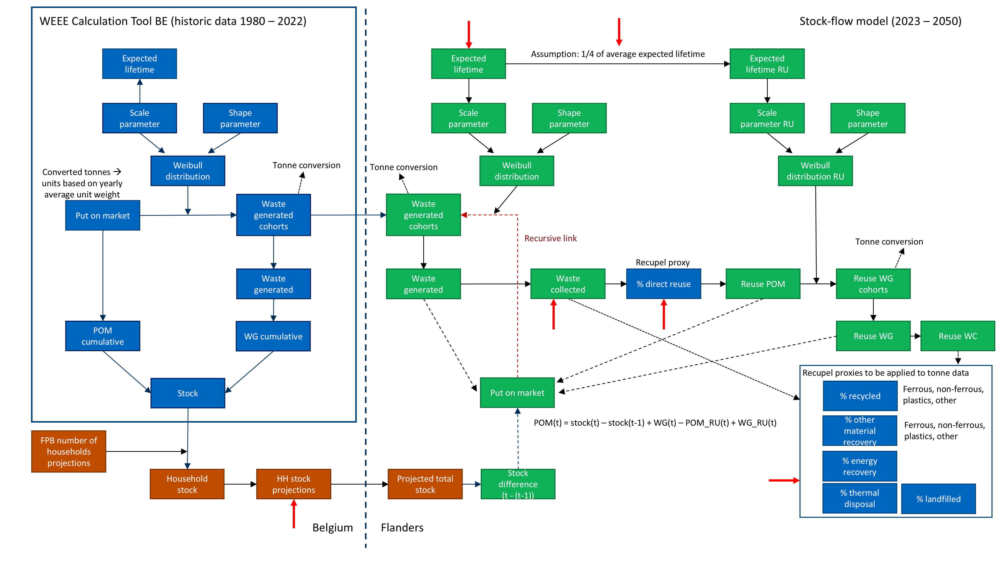 WEEE Calculation Tool BE (historic data 1980 – 2022)
Expected
lifetime
Scale
parameter
Shape
parameter
Weibull
distribution
Tonne conversion
Converted tonnes →
units based on yearly
average unit weight
Put on market
Waste
generated
cohorts
Waste
generated
POM
cumulative
WG cumulative
Stock
FPB number of
households
projections
Household
stock
HH stock
projections
Belgium
Stock-flow model (2023 – 2050)
Expected
lifetime
Assumption: 1/4 of average expected lifetime
Expected
lifetime RU
Scale
parameter
Shape
parameter
Scale
parameter RU
Shape
parameter
Tonne conversion
Weibull
distribution
Weibull
distribution RU
Waste
generated
cohorts
Recursive link
Tonne conversion
Waste
generated
Waste
collected
Recupel proxy
% direct reuse
Reuse POM
Reuse WG
cohorts
Reuse WG
Reuse WC
Put on market
POM(t) = stock(t) – stock(t-1) + WG(t) – POM_RU(t) + WG_RU(t)
Projected total
stock
Stock
difference
(t - (t-1))
Recupel proxies to be applied to tonne data
% recycled
Ferrous, non-ferrous,
plastics, other
% other
material
recovery
Ferrous, non-ferrous,
plastics, other
% energy
recovery
% thermal
disposal
% landfilled
Flanders